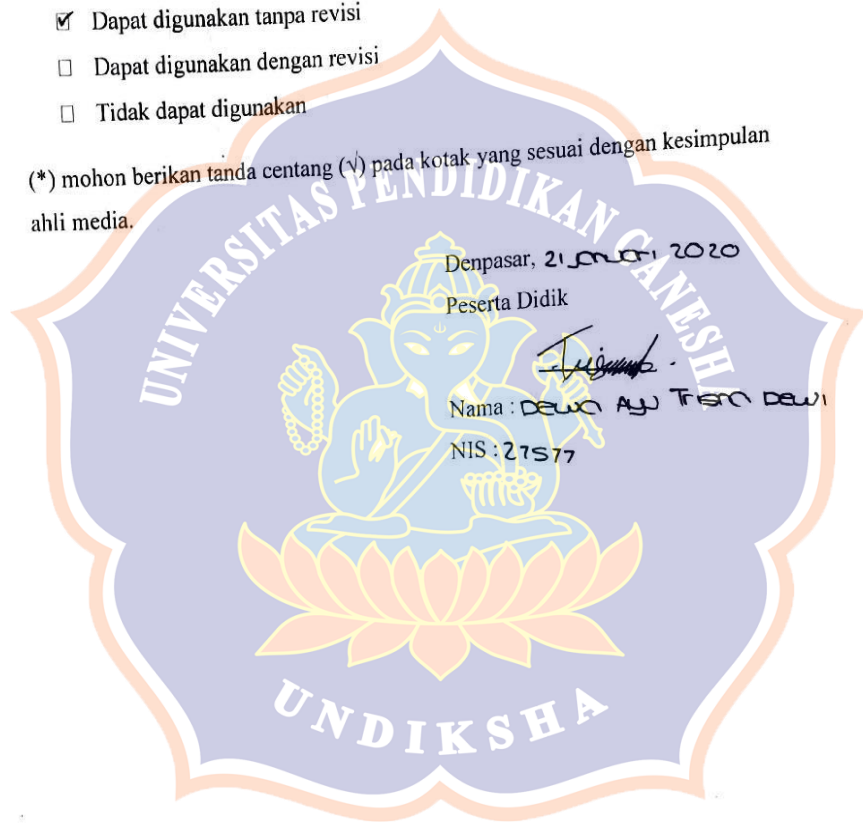 ☑ Dapat digunakan tanpa revisi
☐ Dapat digunakan dengan revisi
☐ Tidak dapat digunakan
(*) mohon berikan tanda centang (√) pada kotak yang sesuai dengan kesimpulan
ahli media.
UNIVERSITAS PENDIDIKAN GANESHA
Denpasar, 21 Januari 2020
Peserta Didik
Nama : Dewa Ayu Dewi
NIS : 27577
UNDIKSHA